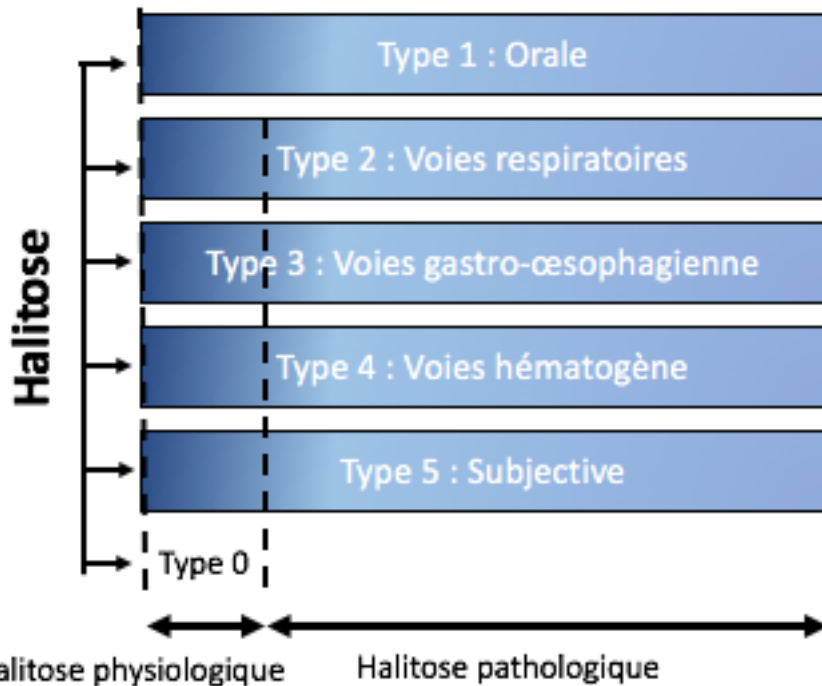 Halitose
Type 1 : Orale
Type 2 : Voies respiratoires
Type 3 : Voies gastro-œsophagienne
Type 4 : Voies hématogène
Type 5 : Subjective
Type 0
alitose physiologique
Halitose pathologique